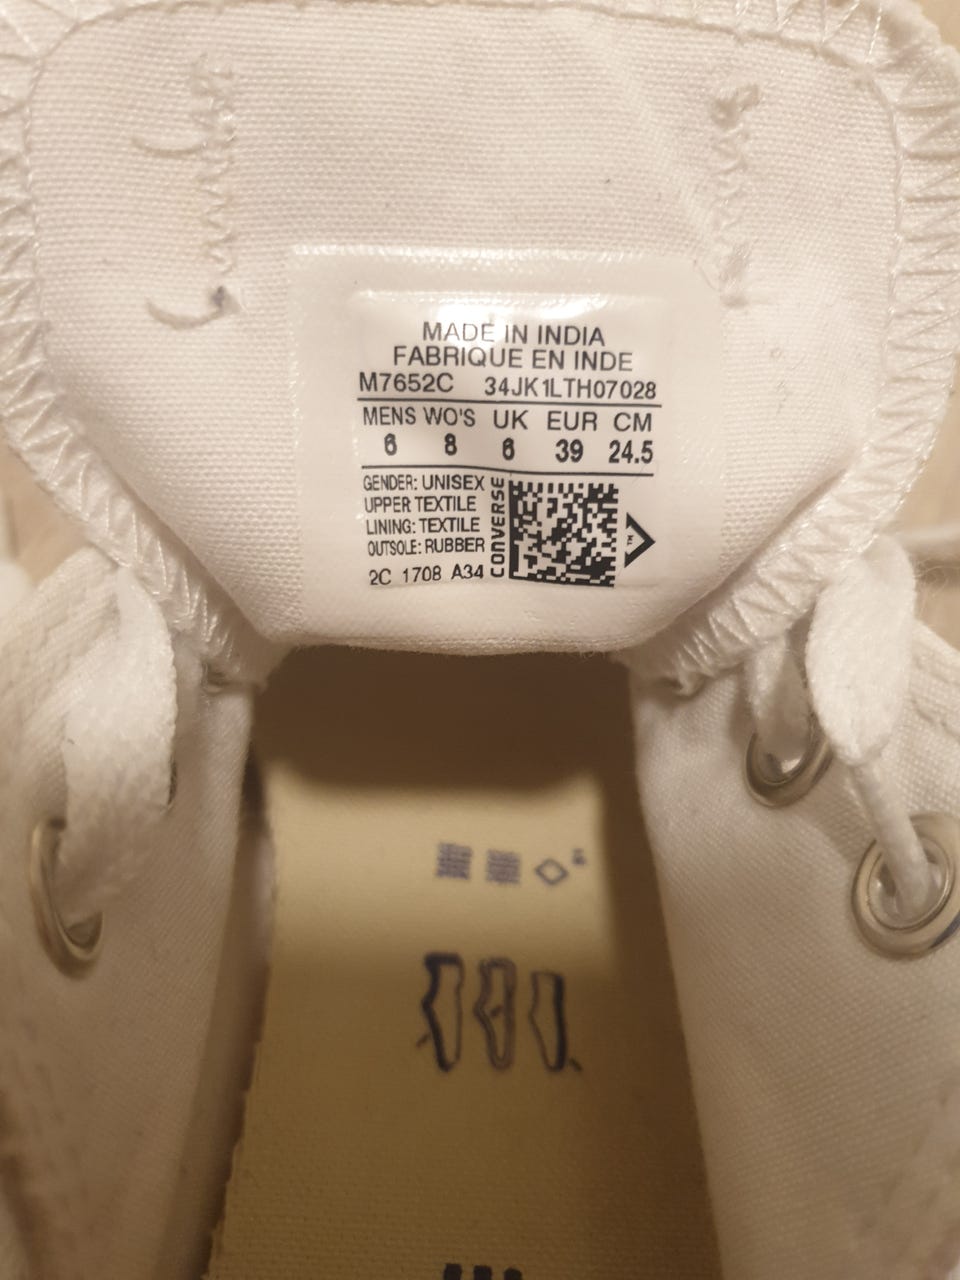 MADE IN INDIA
FABRIQUE EN INDE
M7652C 34JK1LTH07028
MENS WO'S UK EUR CM
6 8 6 39 24.5
GENDER: UNISEX
UPPER TEXTILE
LINING: TEXTILE
OUTSOLE: RUBBER
2C 1708 A34
CONVERSE
TM